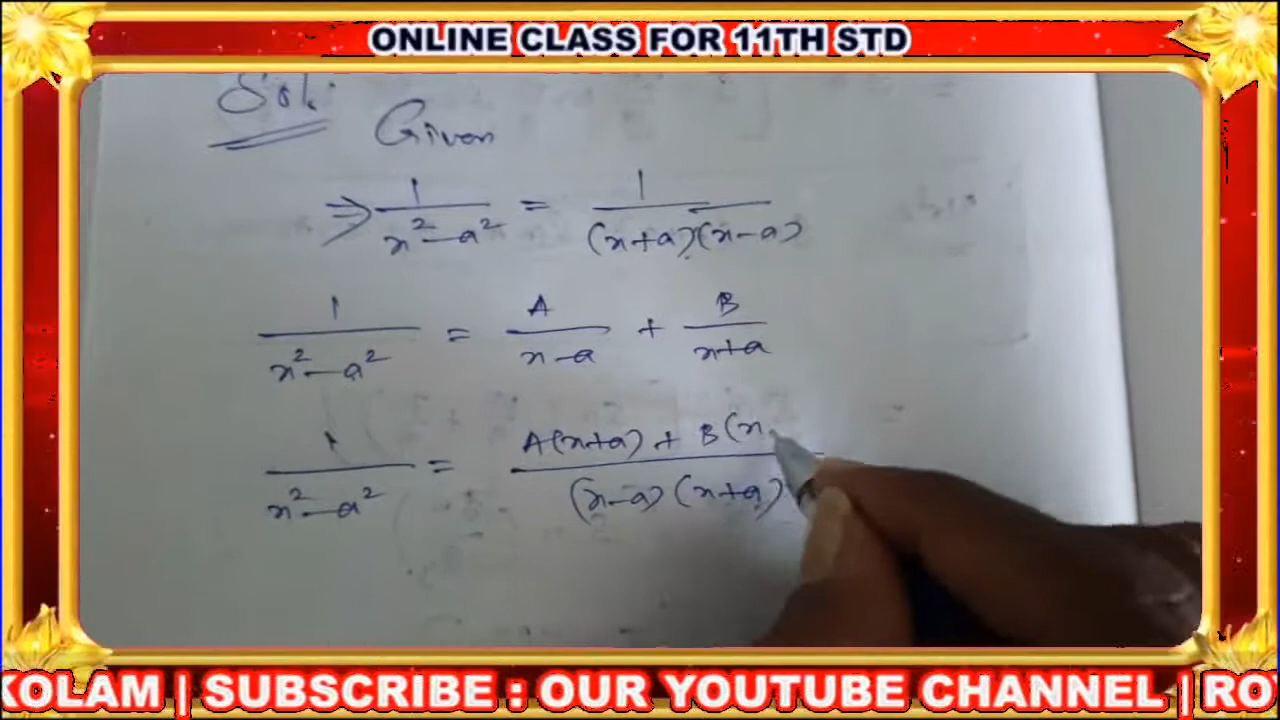 ONLINE CLASS FOR 11TH STD
Sol:
Given
⇒ 1/(x²-a²) = 1/((x+a)(x-a))
1/(x²-a²) = A/(x-a) + B/(x+a)
1/(x²-a²) = (A(x+a) + B(x)/((x-a)(x+a))
KOLAM | SUBSCRIBE : OUR YOUTUBE CHANNEL | RO